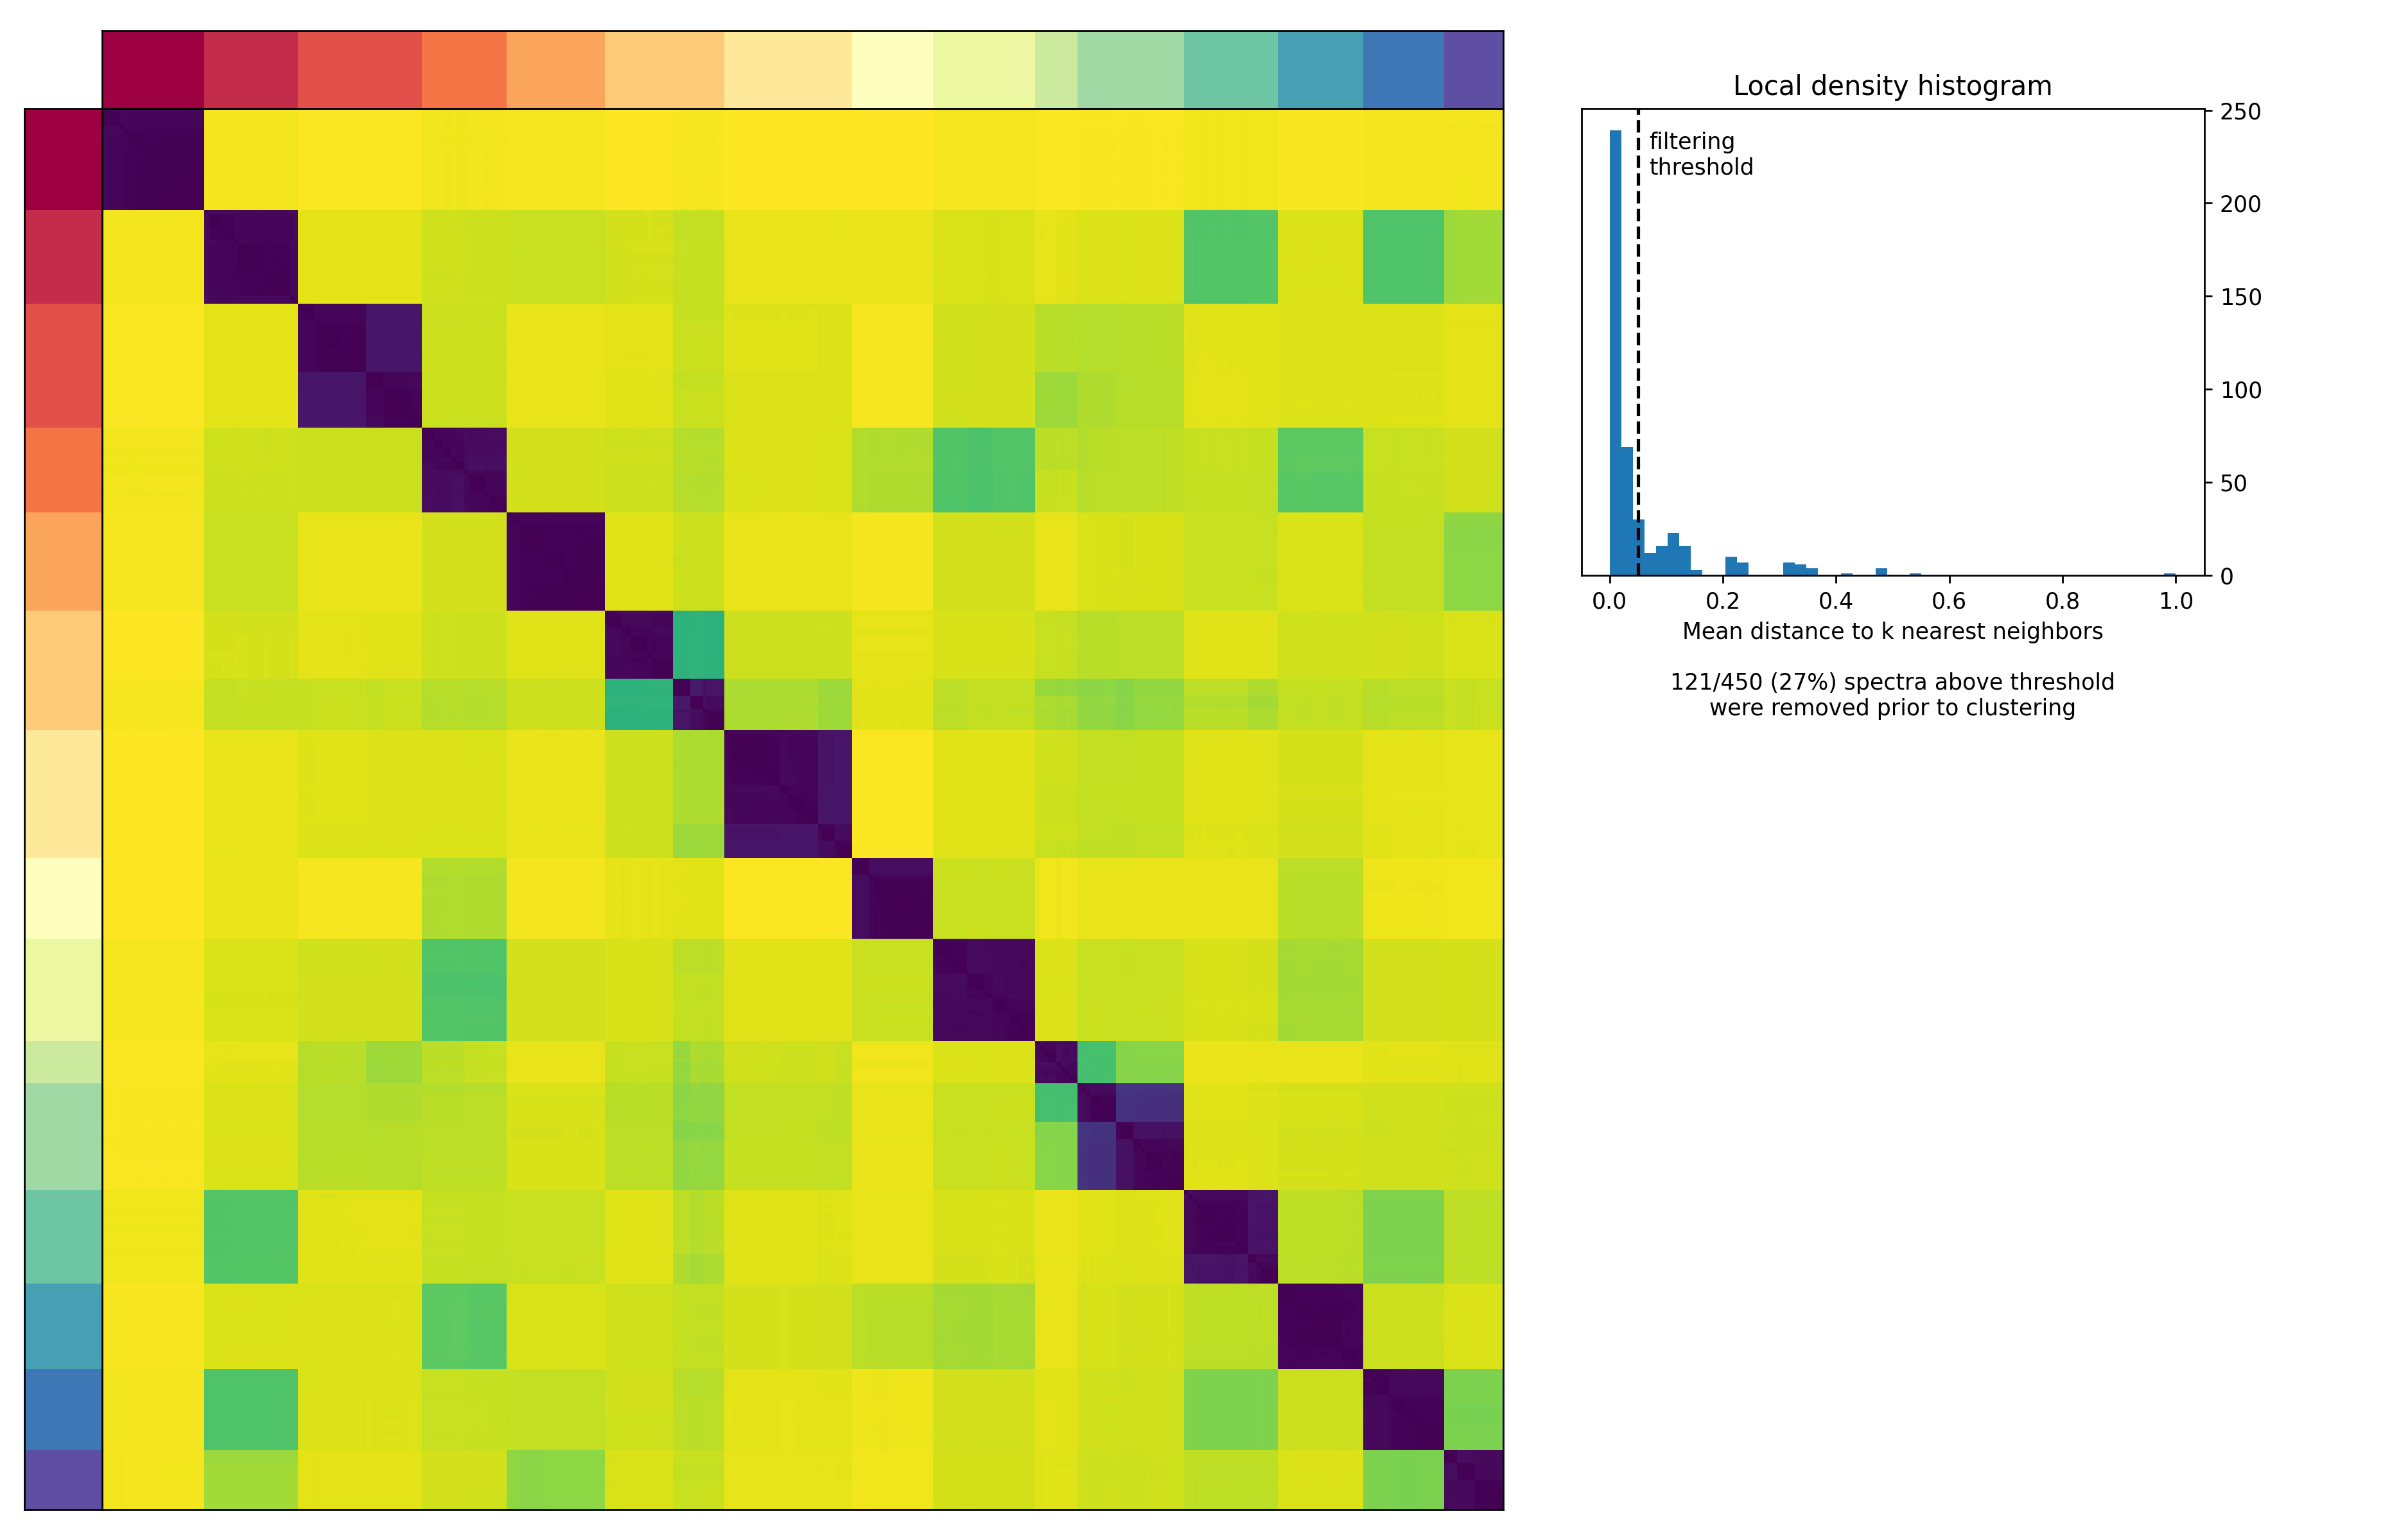 Local density histogram
filtering
threshold
250
200
150
100
50
0
0.0 0.2 0.4 0.6 0.8 1.0
Mean distance to k nearest neighbors
121/450 (27%) spectra above threshold
were removed prior to clustering